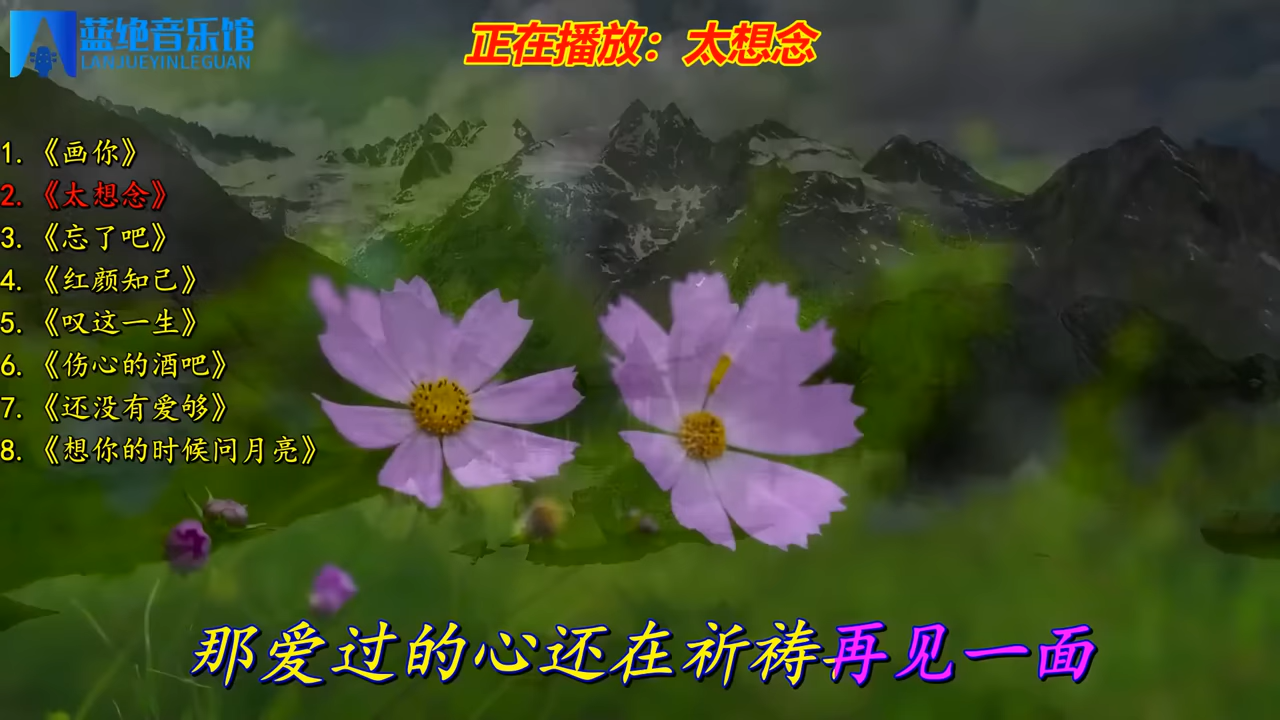 蓝绝音乐馆
LANJUEYINLEGUAN
正在播放：太想念
1.《画你》
2.《太想念》
3.《忘了吧》
4.《红颜知己》
5.《叹这一生》
6.《伤心的酒吧》
7.《还没有爱够》
8.《想你的时候问月亮》
那爱过的心还在祈祷再见一面